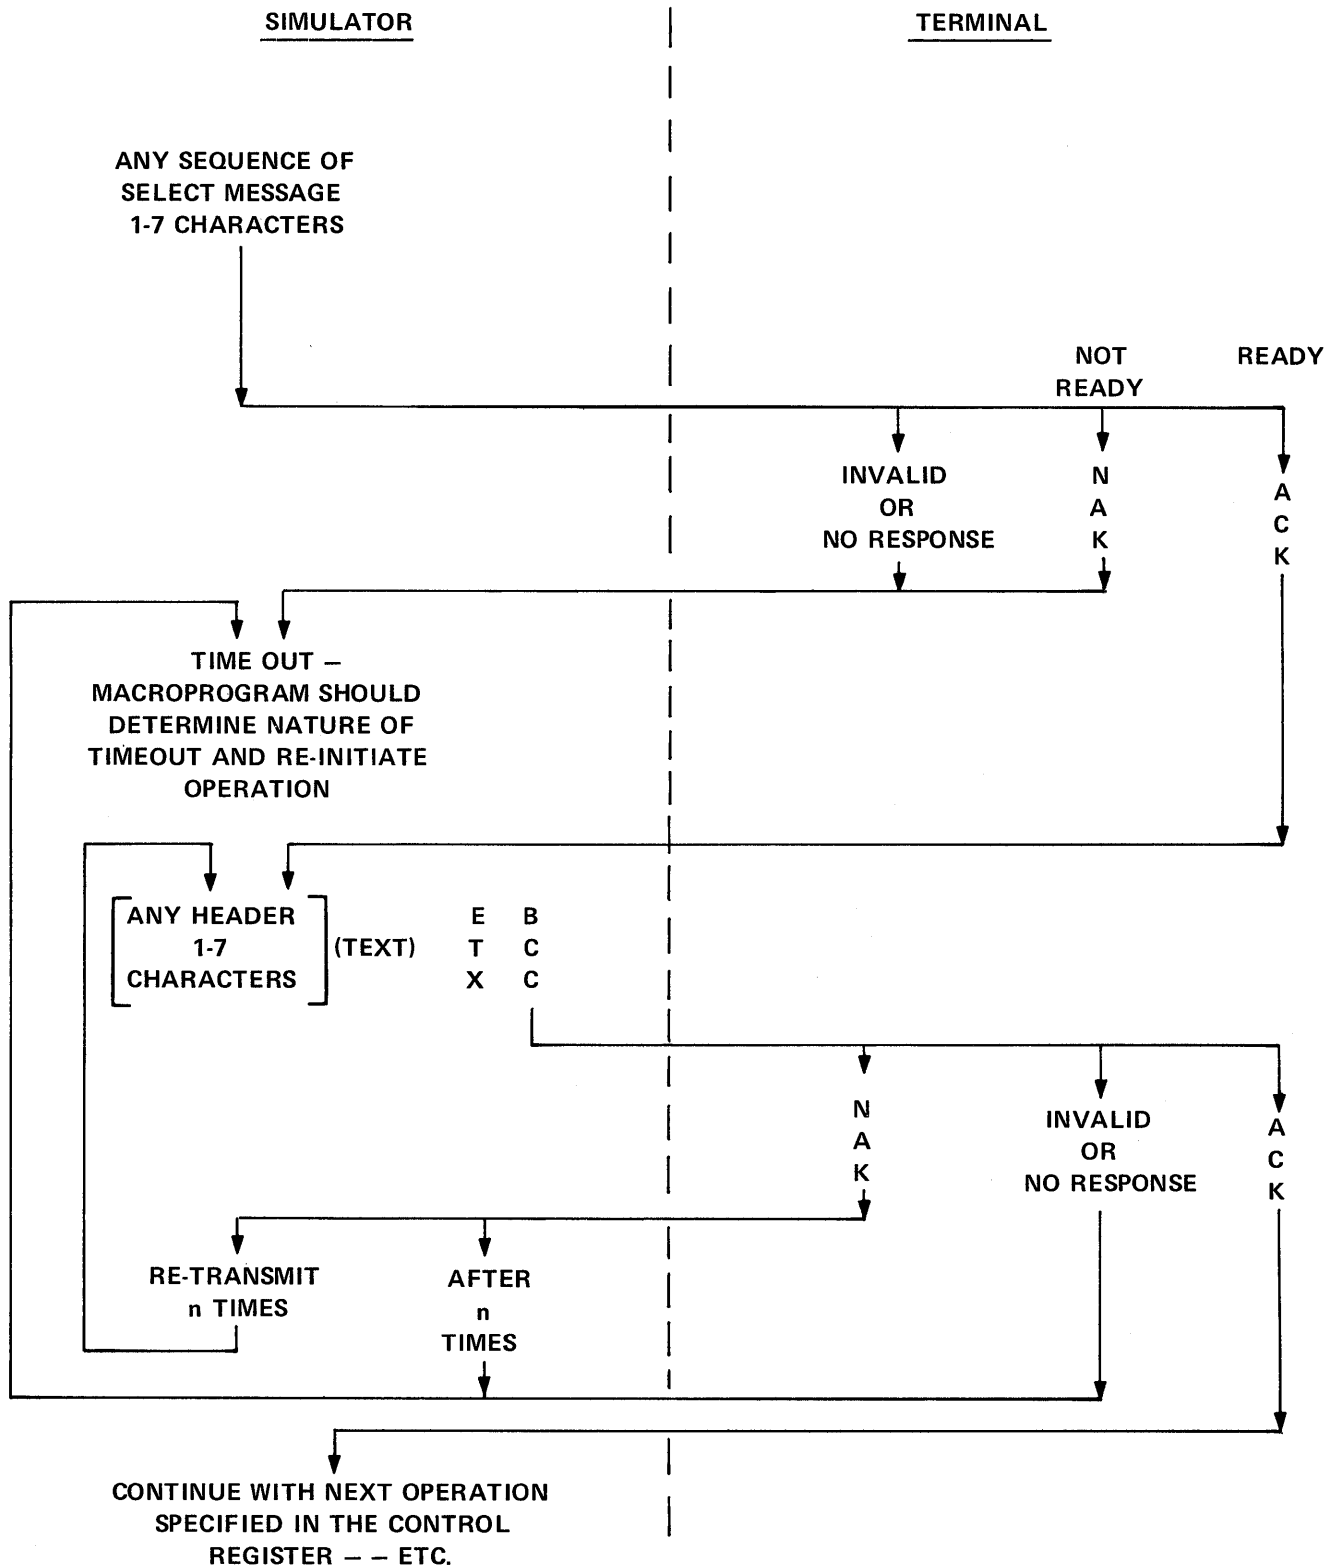 SIMULATOR
TERMINAL
ANY SEQUENCE OF
SELECT MESSAGE
1-7 CHARACTERS
NOT
READY
READY
INVALID
OR
NO RESPONSE
N
A
K
A
C
K
TIME OUT –
MACROPROGRAM SHOULD
DETERMINE NATURE OF
TIMEOUT AND RE-INITIATE
OPERATION
ANY HEADER
1-7
CHARACTERS
(TEXT)
E
T
X
B
C
C
N
A
K
INVALID
OR
NO RESPONSE
A
C
K
RE-TRANSMIT
n TIMES
AFTER
n
TIMES
CONTINUE WITH NEXT OPERATION
SPECIFIED IN THE CONTROL
REGISTER – – ETC.